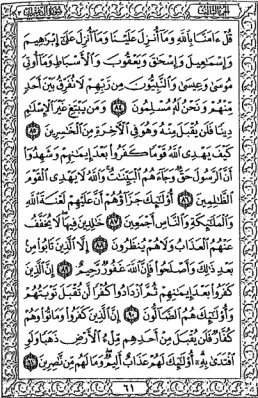 الجزء الثالث
قُلْ ءَامَنَّا بِاللَّهِ وَمَا أُنزِلَ عَلَيْنَا وَمَا أُنزِلَ عَلَىٰ إِبْرَاهِيمَ
وَإِسْمَاعِيلَ وَإِسْحَاقَ وَيَعْقُوبَ وَالْأَسْبَاطِ وَمَا أُوتِيَ
مُوسَىٰ وَعِيسَىٰ وَالنَّبِيُّونَ مِن رَّبِّهِمْ لَا نُفَرِّقُ بَيْنَ أَحَدٍ
مِّنْهُمْ وَنَحْنُ لَهُ مُسْلِمُونَ ٨٤ وَمَن يَبْتَغِ غَيْرَ الْإِسْلَامِ
دِينًا فَلَن يُقْبَلَ مِنْهُ وَهُوَ فِي الْآخِرَةِ مِنَ الْخَاسِرِينَ ٨٥
كَيْفَ يَهْدِي اللَّهُ قَوْمًا كَفَرُوا بَعْدَ إِيمَانِهِمْ وَشَهِدُوا
أَنَّ الرَّسُولَ حَقٌّ وَجَاءَهُمُ الْبَيِّنَاتُ وَاللَّهُ لَا يَهْدِي الْقَوْمَ
الظَّالِمِينَ ٨٦ أُولَٰئِكَ جَزَاؤُهُمْ أَنَّ عَلَيْهِمْ لَعْنَةَ اللَّهِ
وَالْمَلَائِكَةِ وَالنَّاسِ أَجْمَعِينَ ٨٧ خَالِدِينَ فِيهَا لَا يُخَفَّفُ
عَنْهُمُ الْعَذَابُ وَلَا هُمْ يُنظَرُونَ ٨٨ إِلَّا الَّذِينَ تَابُوا مِن
بَعْدِ ذَٰلِكَ وَأَصْلَحُوا فَإِنَّ اللَّهَ غَفُورٌ رَّحِيمٌ ٨٩ إِنَّ الَّذِينَ
كَفَرُوا بَعْدَ إِيمَانِهِمْ ثُمَّ ازْدَادُوا كُفْرًا لَّن تُقْبَلَ تَوْبَتُهُمْ
وَأُولَٰئِكَ هُمُ الضَّالُّونَ ٩٠ إِنَّ الَّذِينَ كَفَرُوا وَمَاتُوا وَهُمْ
كُفَّارٌ فَلَن يُقْبَلَ مِنْ أَحَدِهِم مِّلْءُ الْأَرْضِ ذَهَبًا وَلَوِ
افْتَدَىٰ بِهِ أُولَٰئِكَ لَهُمْ عَذَابٌ أَلِيمٌ وَمَا لَهُم مِّن نَّاصِرِينَ ٩١
٦١